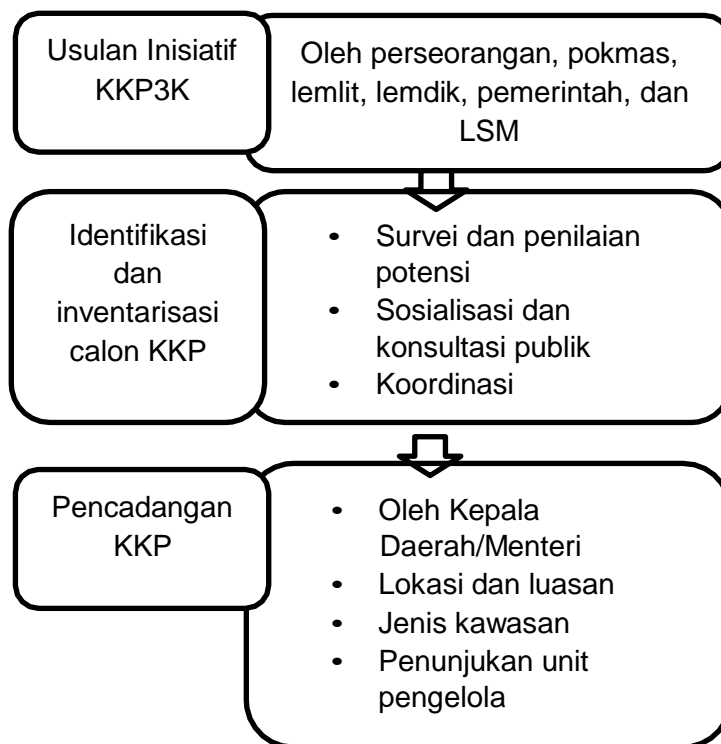 Usulan Inisiatif
KKP3K
Oleh perseorangan, pokmas,
lemlit, lemdik, pemerintah, dan
LSM
Identifikasi
dan
inventarisasi
calon KKP
• Survei dan penilaian
potensi
• Sosialisasi dan
konsultasi publik
• Koordinasi
Pencadangan
KKP
• Oleh Kepala
Daerah/Menteri
• Lokasi dan luasan
• Jenis kawasan
• Penunjukan unit
pengelola